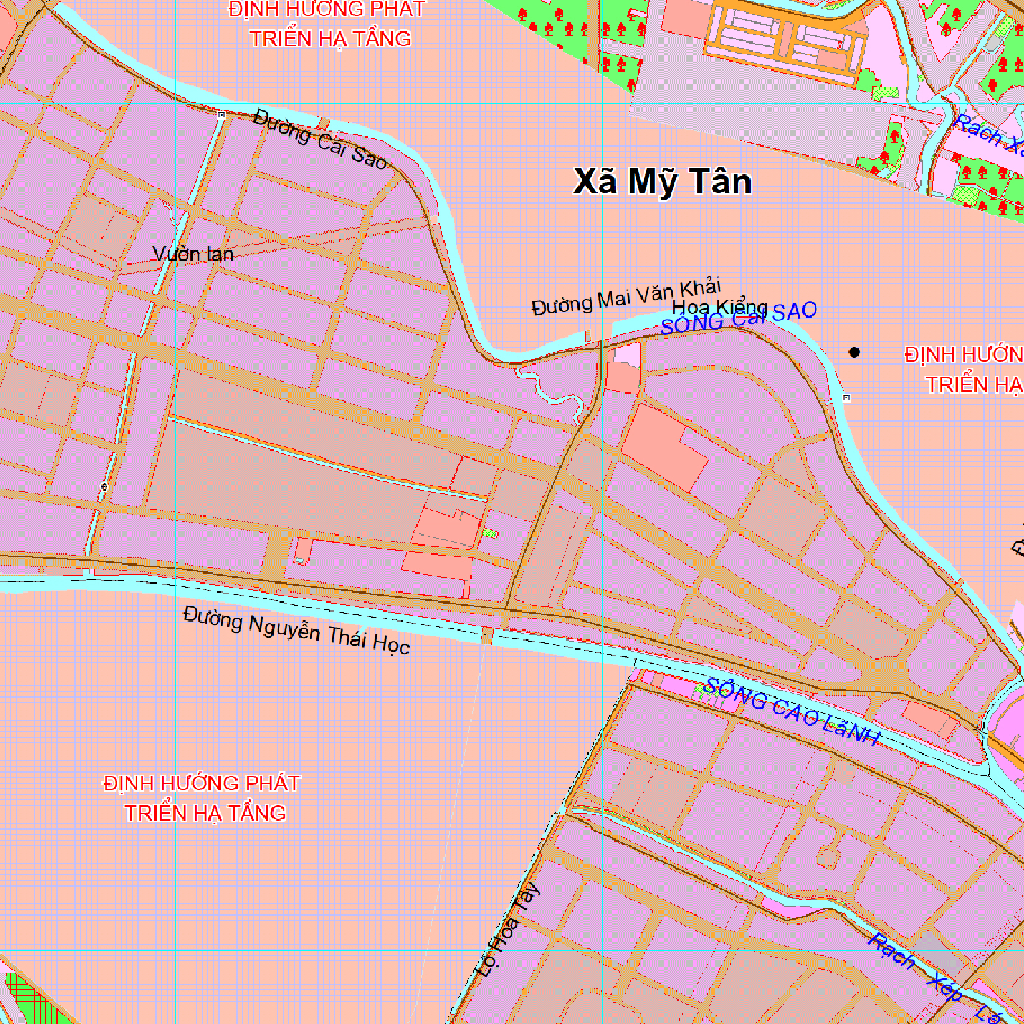 ĐỊNH HƯỚNG PHÁT
TRIỂN HẠ TẦNG
Đường Cái Sao
Rạch
Xã Mỹ Tân
Vườn lan
Đường Mai Văn Khải
Hoa Kiểng
SÔNG CáI SAO
ĐỊNH HƯỚN
TRIỂN HẠ
Đường Nguyễn Thái Học
SÔNG CAO LãNH
ĐỊNH HƯỚNG PHÁT
TRIỂN HẠ TẦNG
Lộ Hòa Tây
Rạch Xếp Lá